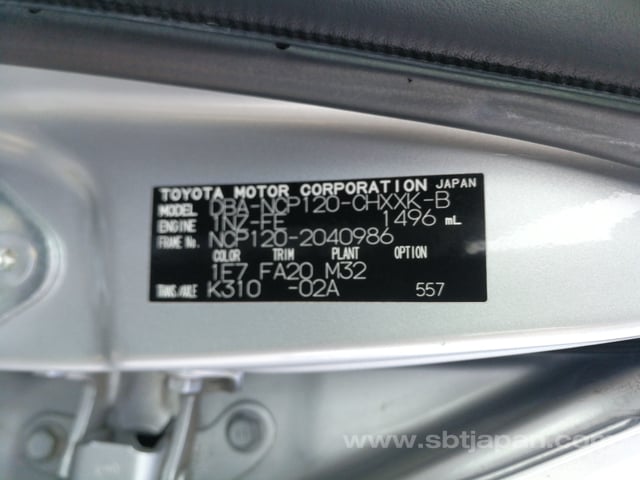 TOYOTA MOTOR CORPORATION JAPAN
MODEL DBA-NCP120-CHXXK-B
ENGINE 1NZ-FE 1496 mL
FRAME No. NCP120-2040986
COLOR TRIM PLANT OPTION
1E7 FA20 M32
TRANS/AXLE K310 -02A 557
www.sbtjapan.com